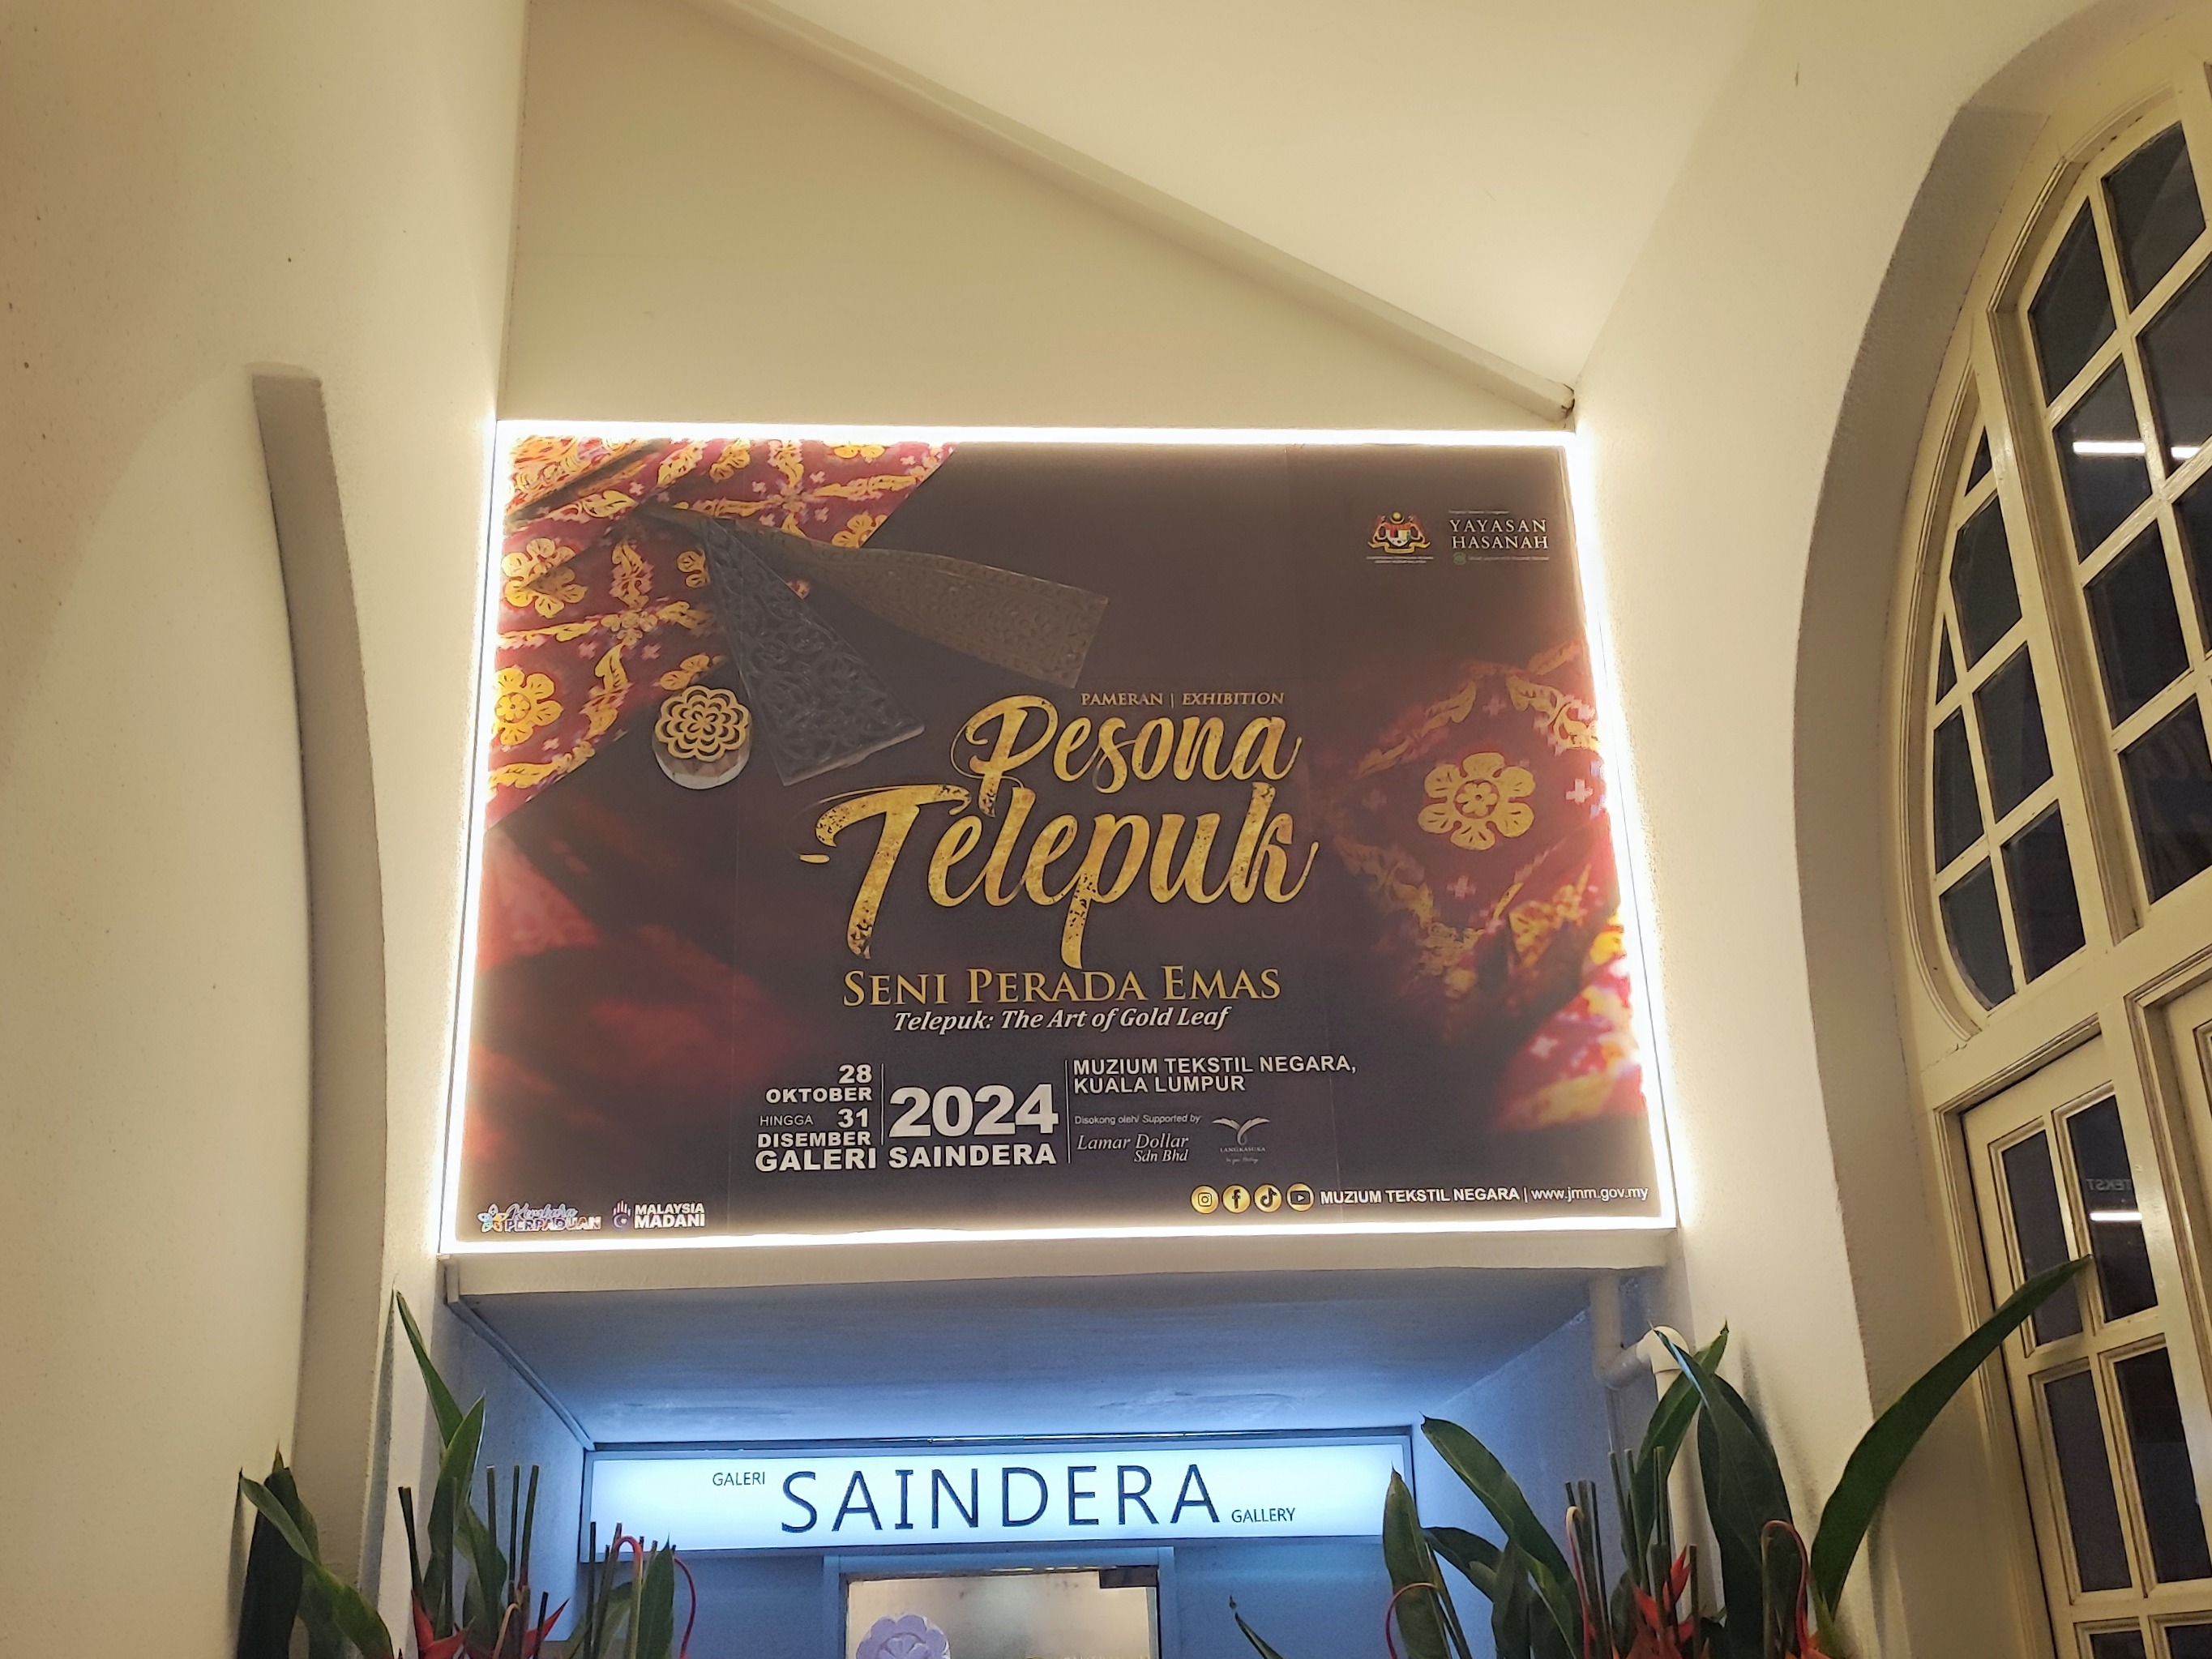 YAYASAN
HASANAH
PAMERAN | EXHIBITION
Pesona
Telepuk
SENI PERADA EMAS
Telepuk: The Art of Gold Leaf
28
OKTOBER
HINGGA 31
DISEMBER
2024
GALERI SAINDERA
MUZIUM TEKSTIL NEGARA,
KUALA LUMPUR
Disokong oleh/ Supported by
Lamar Dollar
Sdn Bhd
LANGKASUKA
Kembara
PERPADUAN
MALAYSIA
MADANI
MUZIUM TEKSTIL NEGARA | www.jmm.gov.my
GALERI SAINDERA GALLERY